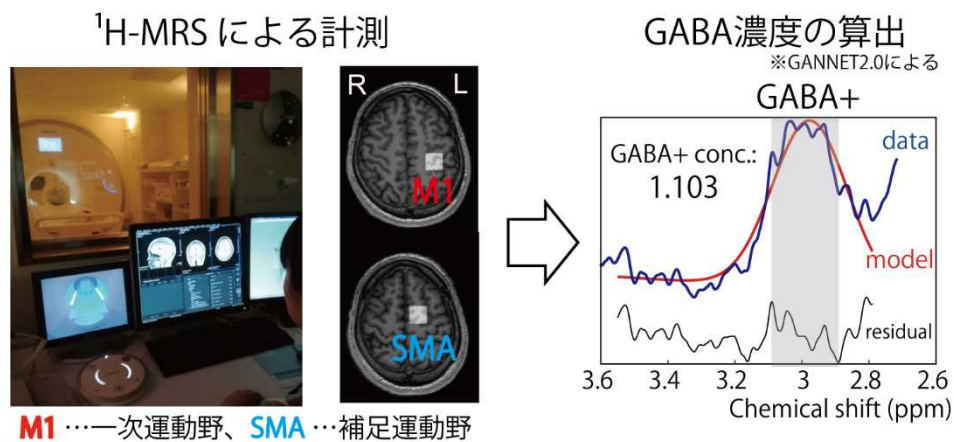 ¹H-MRS による計測
R L
M1
SMA
M1 …一次運動野、SMA …補足運動野
GABA濃度の算出
※GANNET2.0による
GABA+
GABA+ conc.:
1.103
data
model
residual
3.6 3.4 3.2 3 2.8 2.6
Chemical shift (ppm)